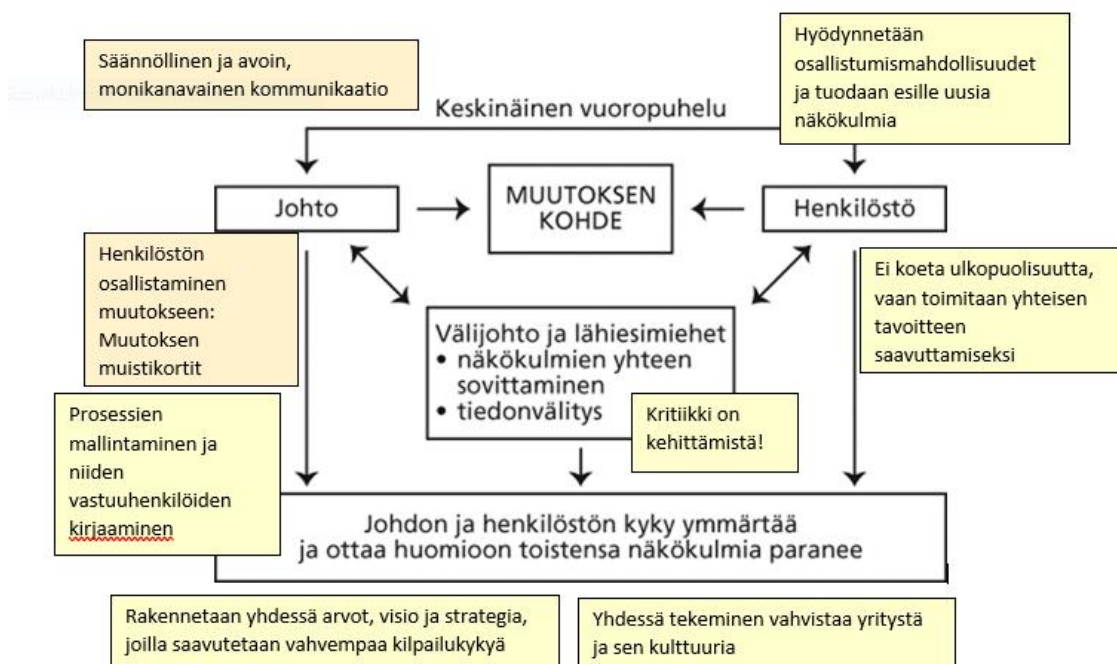 Säännöllinen ja avoin,
monikanavainen kommunikaatio
Hyödynnetään
osallistumismahdollisuudet
ja tuodaan esille uusia
näkökulmia
Keskinäinen vuoropuhelu
Johto
MUUTOKSEN
KOHDE
Henkilöstö
Henkilöstön
osallistaminen
muutokseen:
Muutoksen
muistikortit
Ei koeta ulkopuolisuutta,
vaan toimitaan yhteisen
tavoitteen
saavuttamiseksi
Välijohto ja lähiesimiehet
• näkökulmien yhteen
sovittaminen
• tiedonvälitys
Kritiikki on
kehittämistä!
Prosessien
mallintaminen ja
niiden
vastuuhenkilöiden
kirjaaminen
Johdon ja henkilöstön kyky ymmärtää
ja ottaa huomioon toistensa näkökulmia paranee
Rakennetaan yhdessä arvot, visio ja strategia,
joilla saavutetaan vahvempaa kilpailukykyä
Yhdessä tekeminen vahvistaa yritystä
ja sen kulttuuria